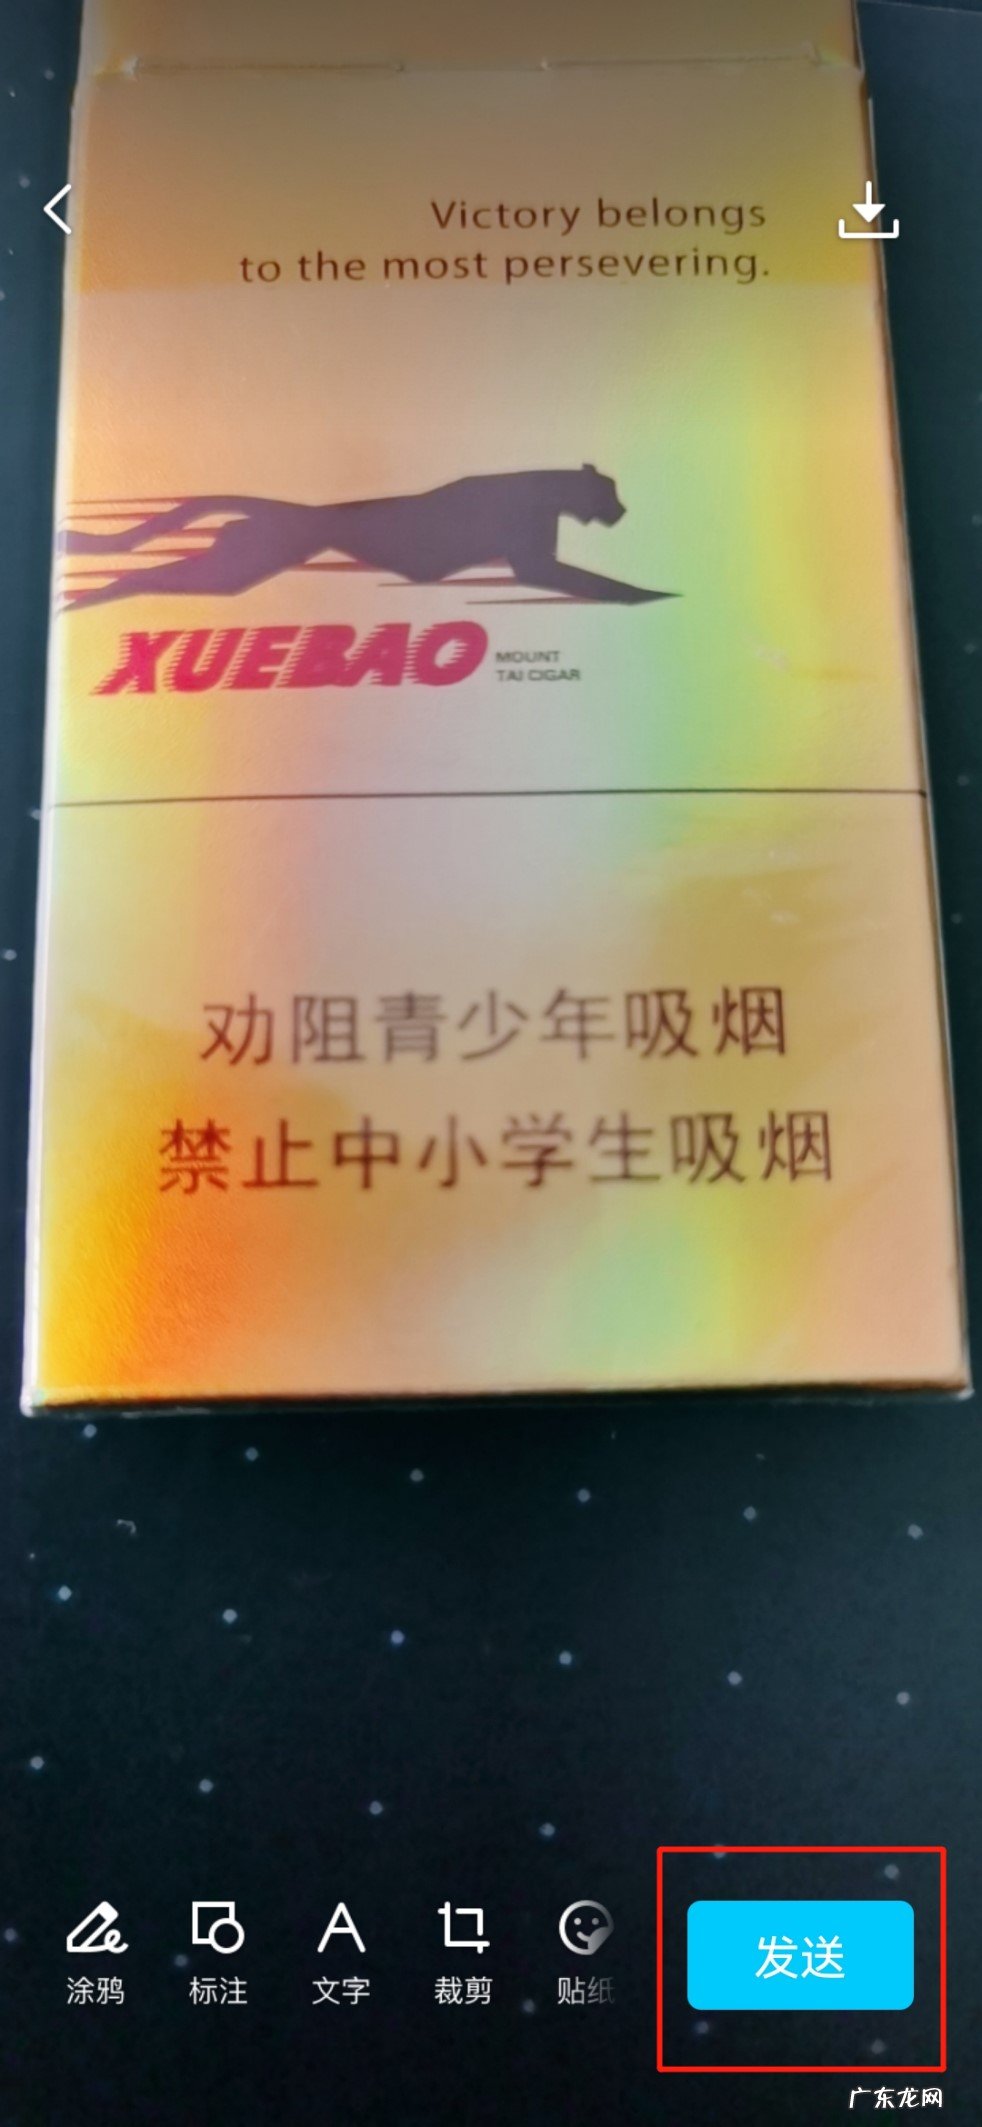 Victory belongs
to the most persevering.
XUEBAO
MOUNT
TAI CIGAR
劝阻青少年吸烟
禁止中小学生吸烟
涂鸦 标注 文字 裁剪 贴纸
发送
广东龙网